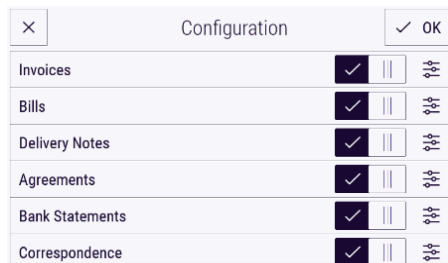 Configuration
OK
Invoices
Bills
Delivery Notes
Agreements
Bank Statements
Correspondence